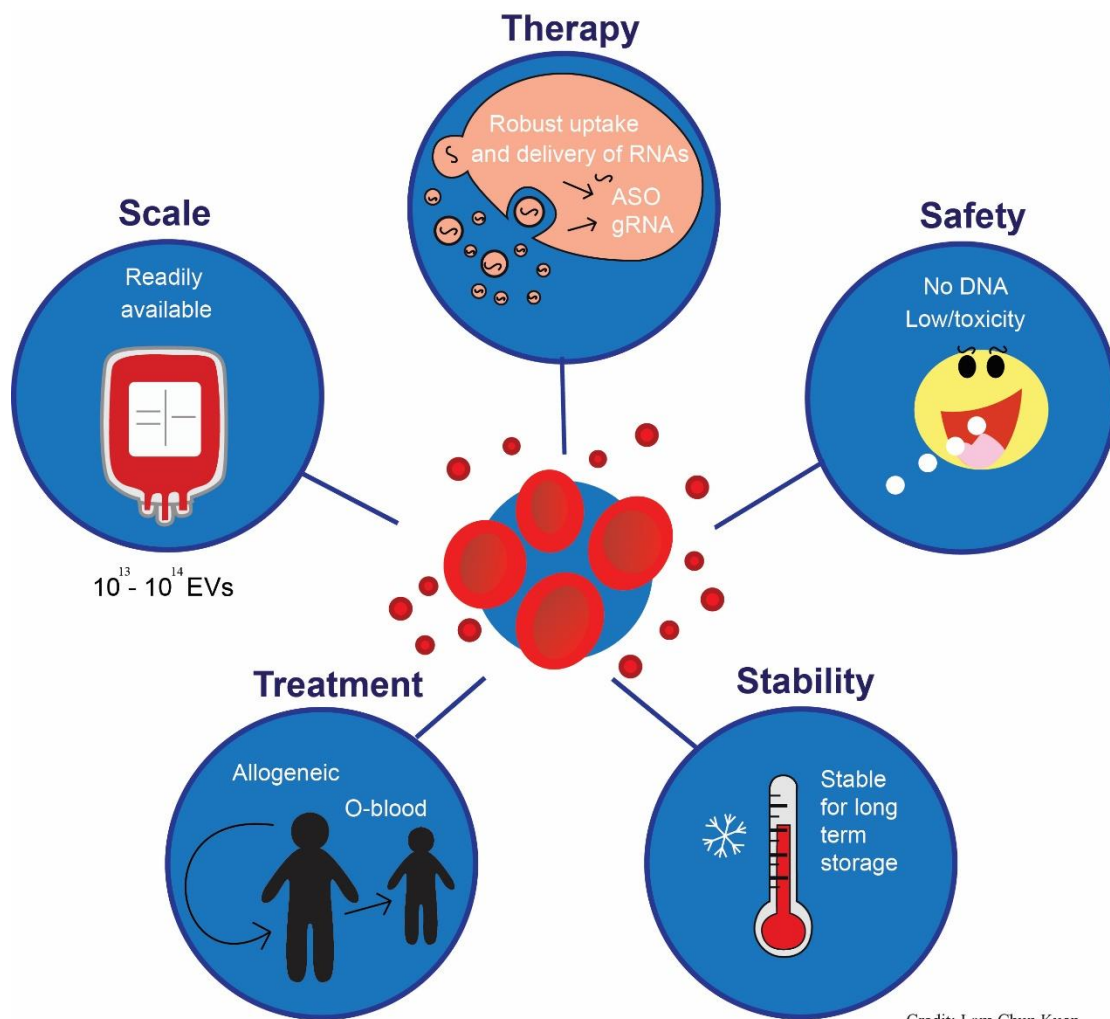 Therapy
Robust uptake
and delivery of RNAs
ASO
gRNA
Scale
Readily
available
10¹³- 10¹⁴ EVs
Safety
No DNA
Low/toxicity
Treatment
Allogeneic
O-blood
Stability
Stable
for long
term
storage